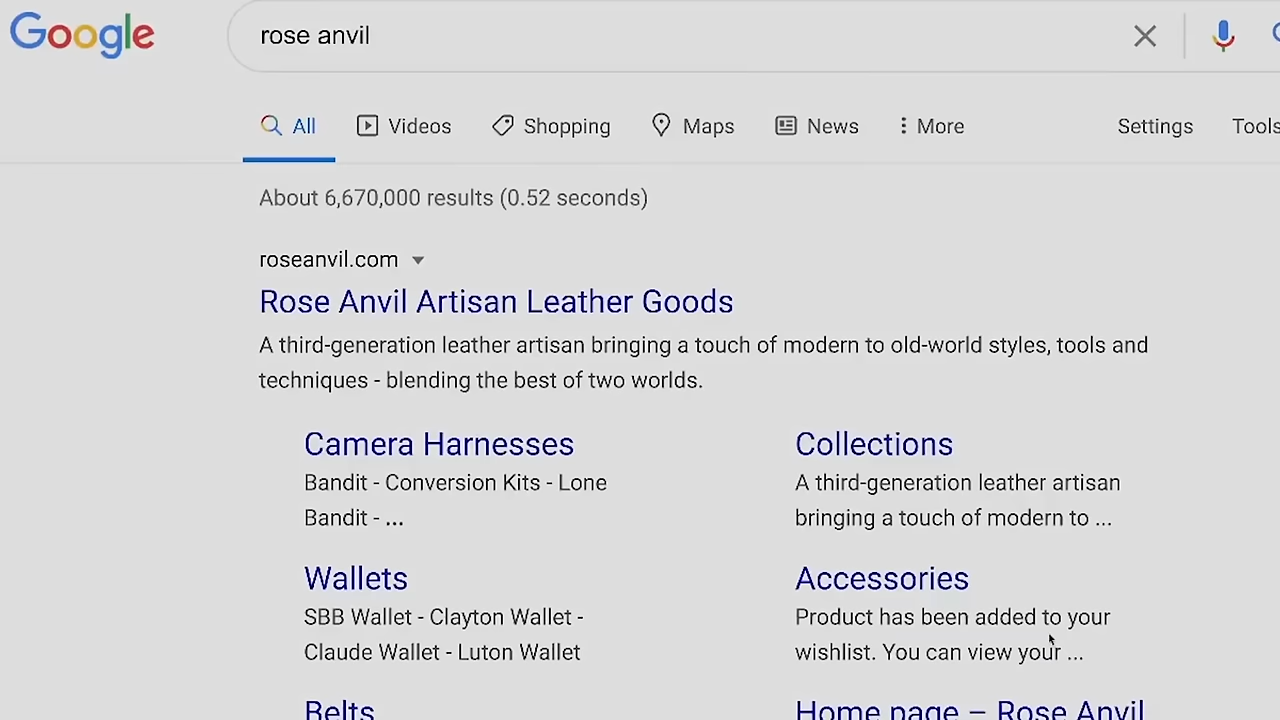 Google
rose anvil
All Videos Shopping Maps News More Settings Tools
About 6,670,000 results (0.52 seconds)
roseanvil.com
Rose Anvil Artisan Leather Goods
A third-generation leather artisan bringing a touch of modern to old-world styles, tools and
techniques - blending the best of two worlds.
Camera Harnesses
Bandit - Conversion Kits - Lone
Bandit - ...
Collections
A third-generation leather artisan
bringing a touch of modern to ...
Wallets
SBB Wallet - Clayton Wallet -
Claude Wallet - Luton Wallet
Accessories
Product has been added to your
wishlist. You can view your ...
Belts
Home page – Rose Anvil